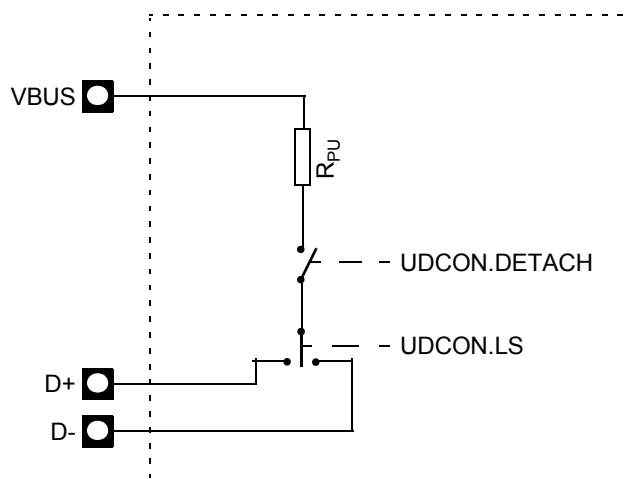 VBUS
RPU
UDCON.DETACH
UDCON.LS
D+
D-